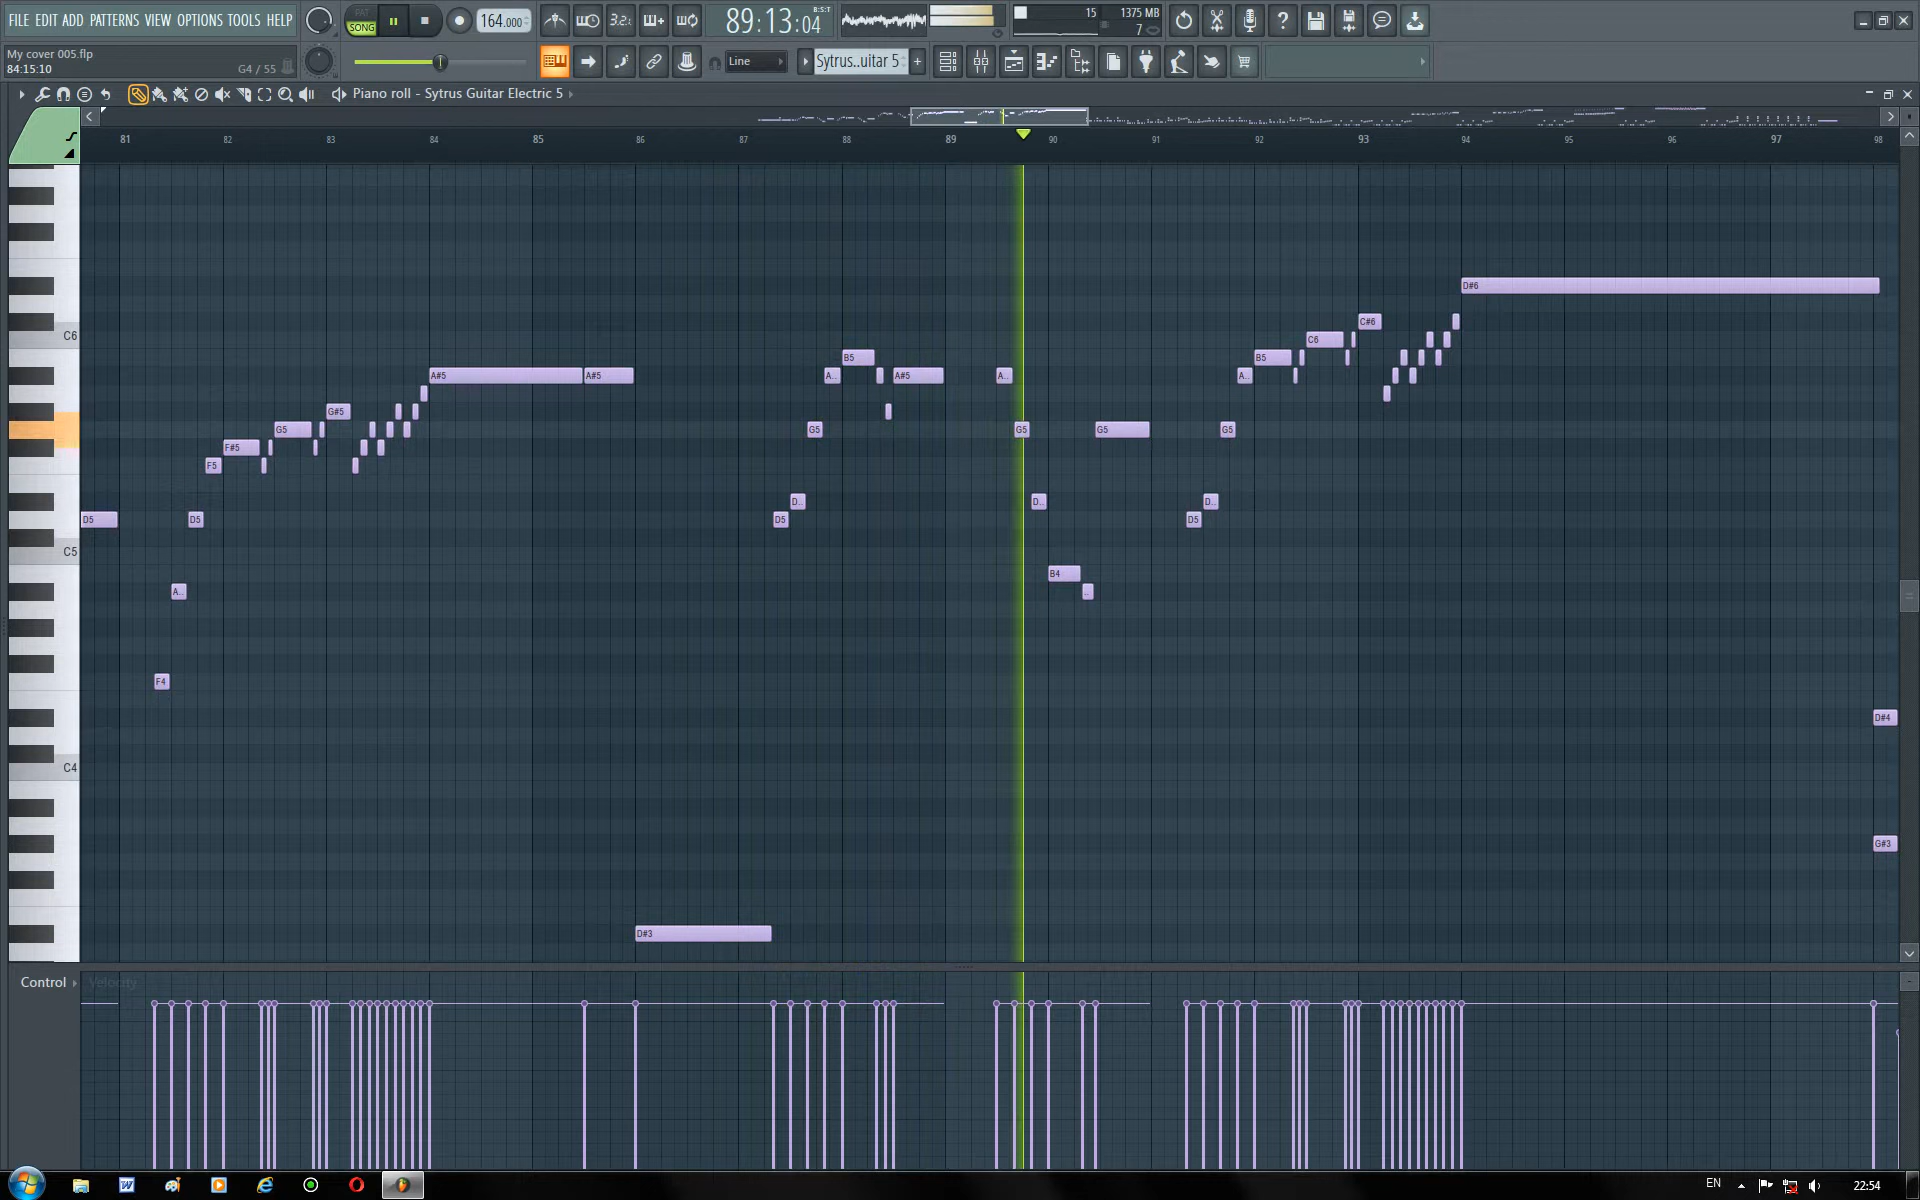 FILE EDIT ADD PATTERNS VIEW OPTIONS TOOLS HELP
PAT
SONG
164.000
3.2.
89:13:04
B:S:T
15
1375 MB
7
My cover 005.flp
84:15:10
G4 / 55
Line
Sytrus..uitar 5
Piano roll - Sytrus Guitar Electric 5
81 82 83 84 85 86 87 88 89 90 91 92 93 94 95 96 97 98
D#6
C#6
C6
C6
B5
B5
A#5
A#5
A..
A#5
A..
A..
G#5
G5
G5
G5
G5
G5
F#5
F5
D..
D..
D..
D5
D5
D5
D5
C5
B4
A..
F4
D#4
C4
G#3
D#3
Control
Velocity
EN
22:54